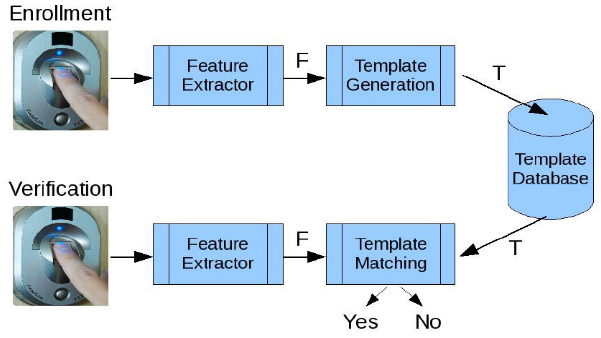 Enrollment
Feature
Extractor
F
Template
Generation
T
Template
Database
Verification
Feature
Extractor
F
Template
Matching
T
Yes
No